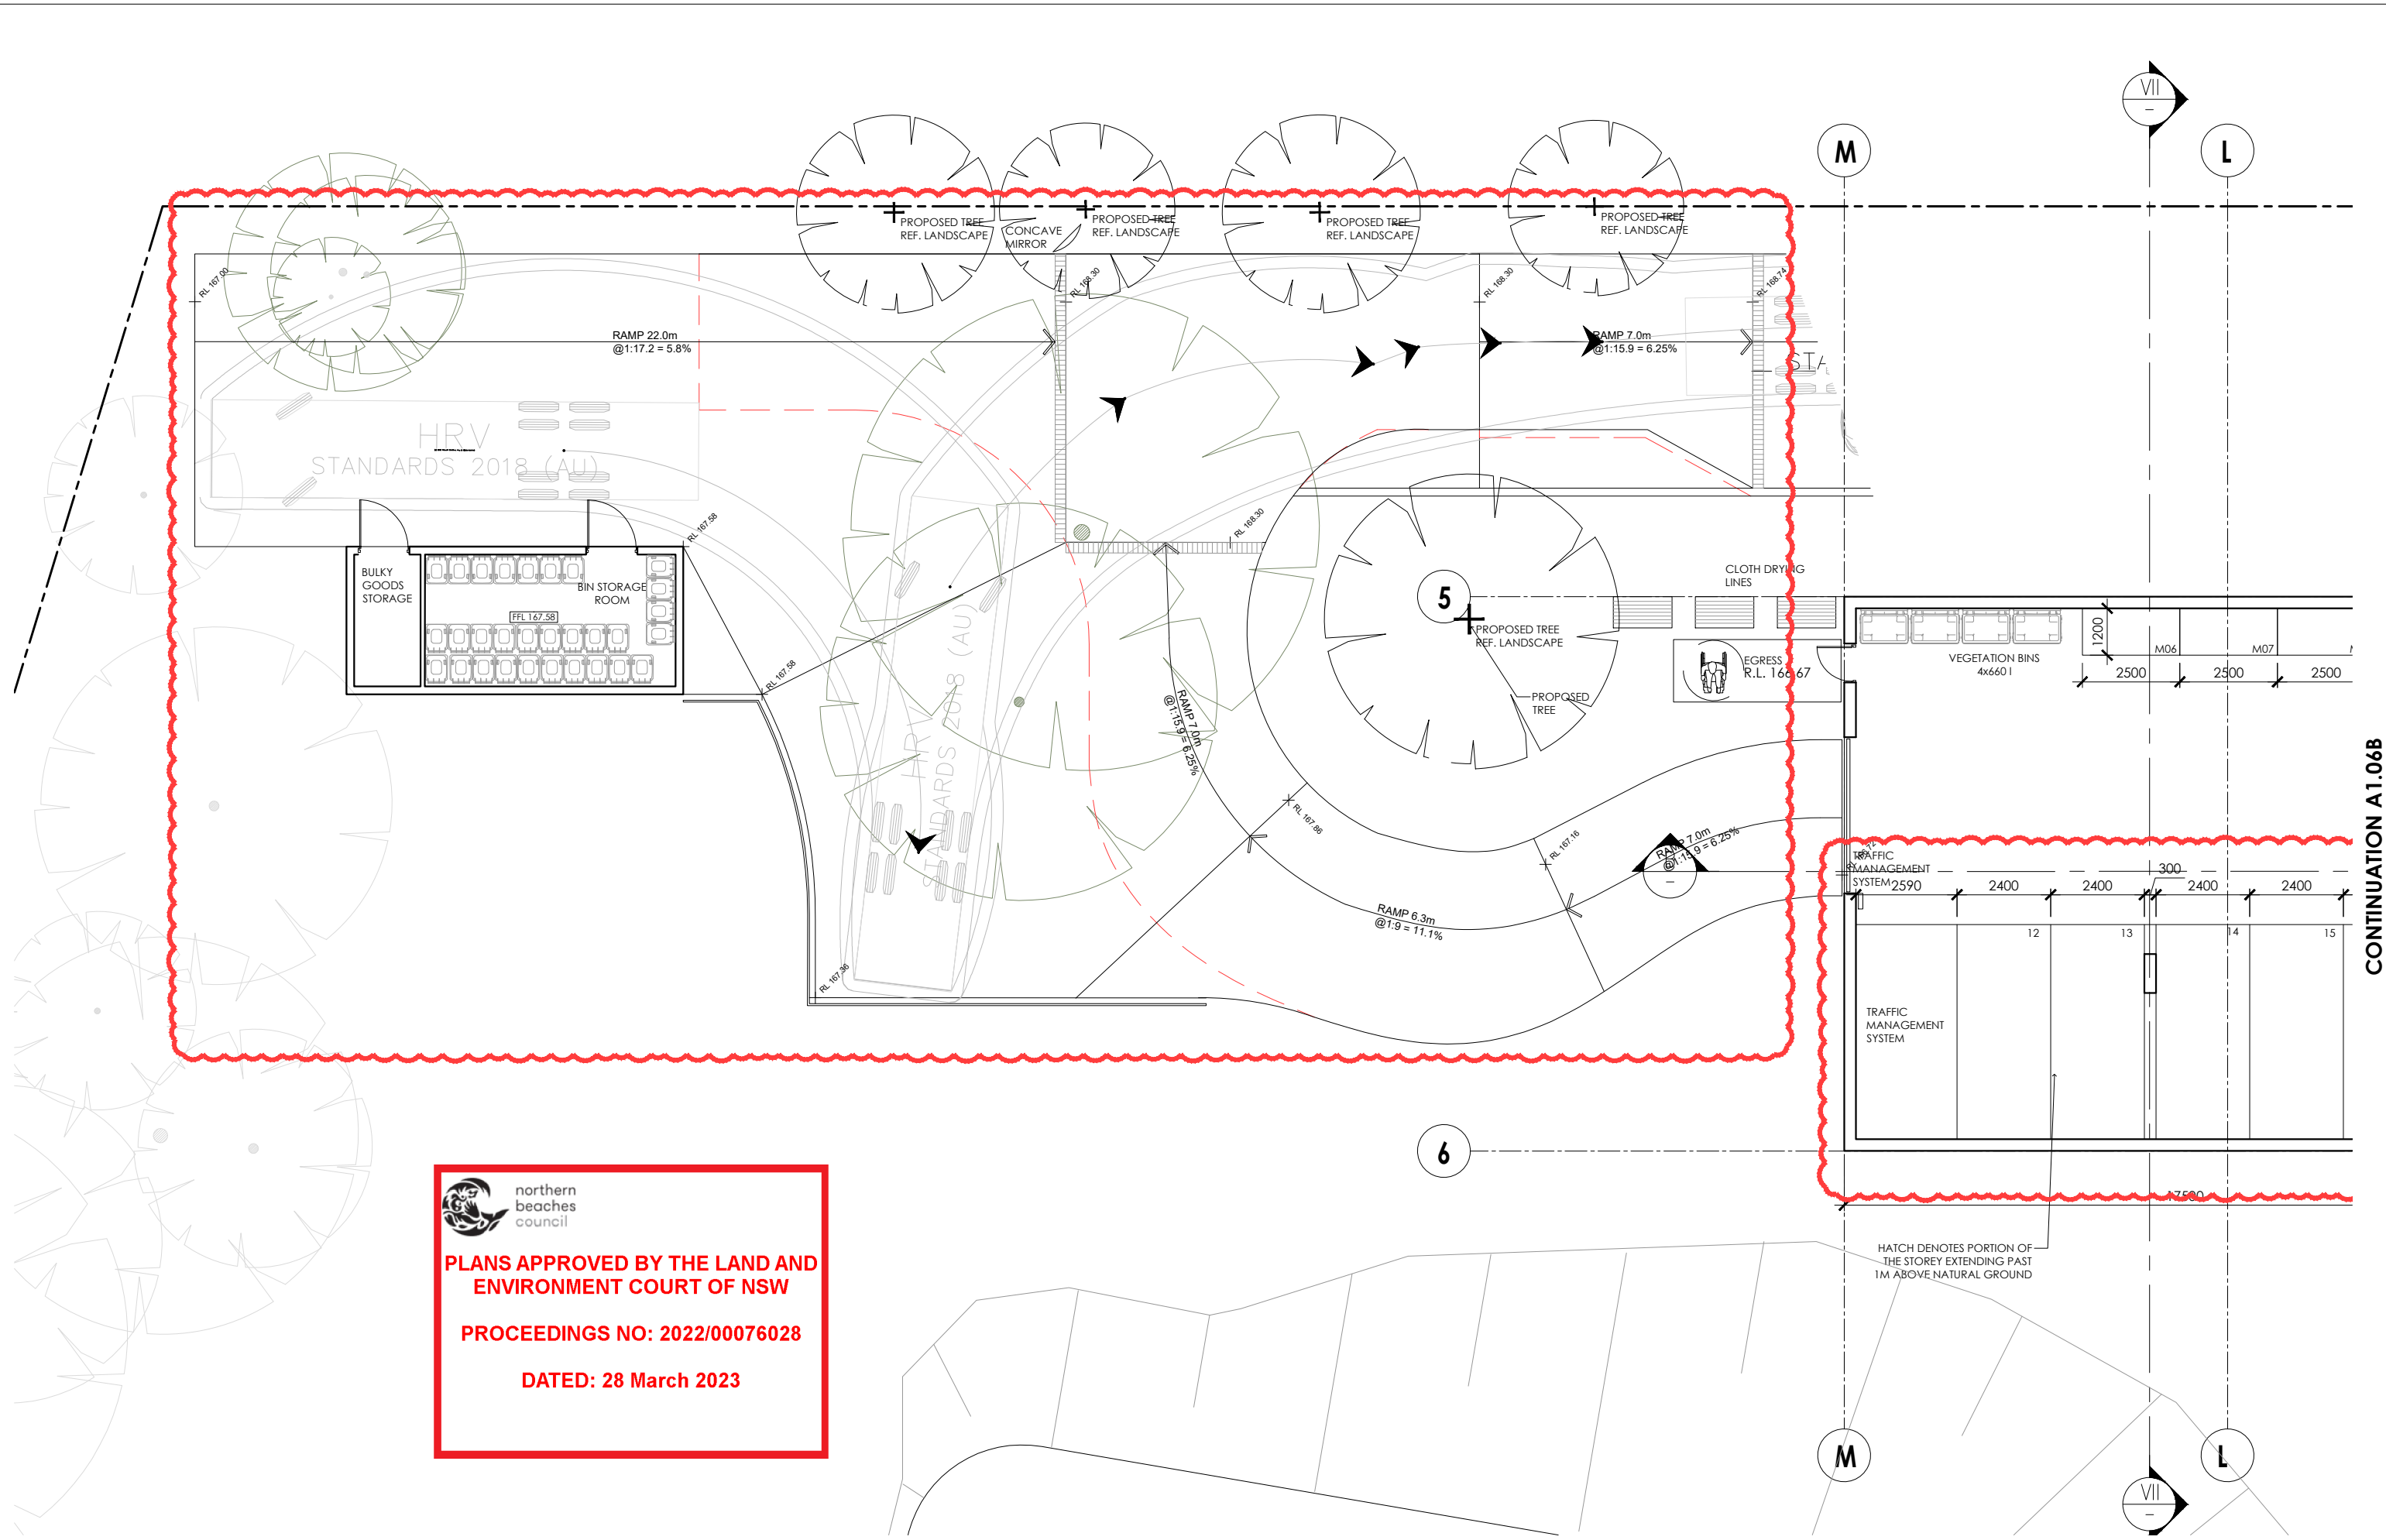 VII
–
M
L
PROPOSED TREE
REF. LANDSCAPE
CONCAVE
MIRROR
PROPOSED TREE
REF. LANDSCAPE
PROPOSED TREE
REF. LANDSCAPE
PROPOSED TREE
REF. LANDSCAPE
RL 167.00
RL 168.30
RL 168.30
RL 168.74
RAMP 22.0m
@1:17.2 = 5.8%
RAMP 7.0m
@1:15.9 = 6.25%
STA
HRV
STANDARDS 2018 (AU)
RL 167.58
RL 168.30
BULKY
GOODS
STORAGE
BIN STORAGE
ROOM
FFL 167.58
CLOTH DRYING
LINES
5
PROPOSED TREE
REF. LANDSCAPE
EGRESS
R.L. 166.67
PROPOSED
TREE
1200
M06
M07
VEGETATION BINS
4x660 l
2500
2500
2500
RL 167.58
RAMP 7.0m
@1:15.9 = 6.25%
HRV
STANDARDS 2018 (AU)
CONTINUATION A1.06B
RL 167.86
RL 167.16
RAMP 7.0m
@1:15.9 = 6.25%
–
TRAFFIC
MANAGEMENT
SYSTEM
2590
2400
2400
300
2400
2400
RAMP 6.3m
@1:9 = 11.1%
12
13
14
15
RL 167.36
TRAFFIC
MANAGEMENT
SYSTEM
6
northern
beaches
council
PLANS APPROVED BY THE LAND AND
ENVIRONMENT COURT OF NSW
PROCEEDINGS NO: 2022/00076028
DATED: 28 March 2023
HATCH DENOTES PORTION OF
THE STOREY EXTENDING PAST
1M ABOVE NATURAL GROUND
M
L
VII
–